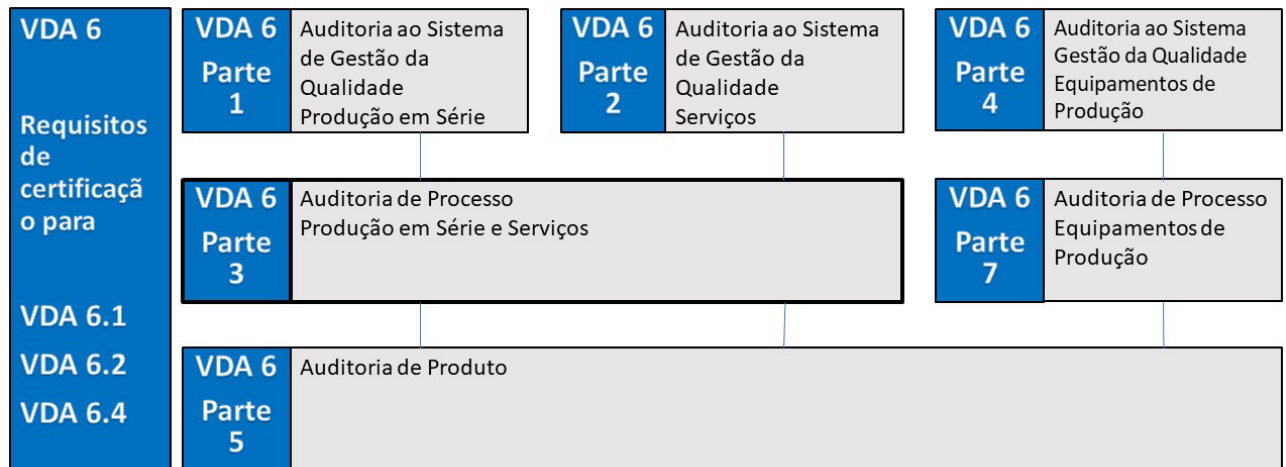 VDA 6
Requisitos
de
certificaçã
o para
VDA 6.1
VDA 6.2
VDA 6.4
VDA 6
Parte
1
Auditoria ao Sistema
de Gestão da
Qualidade
Produção em Série
VDA 6
Parte
2
Auditoria ao Sistema
de Gestão da
Qualidade
Serviços
VDA 6
Parte
4
Auditoria ao Sistema
Gestão da Qualidade
Equipamentos de
Produção
VDA 6
Parte
3
Auditoria de Processo
Produção em Série e Serviços
VDA 6
Parte
7
Auditoria de Processo
Equipamentos de
Produção
VDA 6
Parte
5
Auditoria de Produto